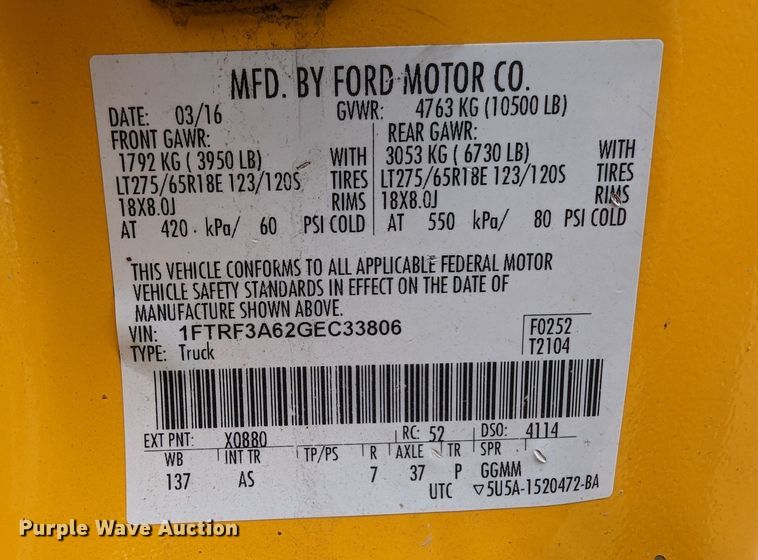 MFD. BY FORD MOTOR CO.
DATE: 03/16 GVWR: 4763 KG (10500 LB)
FRONT GAWR: REAR GAWR:
1792 KG ( 3950 LB) WITH 3053 KG ( 6730 LB) WITH
LT275/65R18E 123/120S TIRES LT275/65R18E 123/120S TIRES
18X8.0J RIMS 18X8.0J RIMS
AT 420 kPa/ 60 PSI COLD AT 550 kPa/ 80 PSI COLD
THIS VEHICLE CONFORMS TO ALL APPLICABLE FEDERAL MOTOR
VEHICLE SAFETY STANDARDS IN EFFECT ON THE DATE OF
MANUFACTURE SHOWN ABOVE.
VIN: 1FTRF3A62GEC33806 F0252
TYPE: Truck T2104
EXT PNT: XQ880 RC: 52 DSO: 4114
WB INT TR TP/PS R AXLE TR SPR
137 AS 7 37 P GGMM
UTC ▽5U5A-1520472-BA
Purple Wave Auction